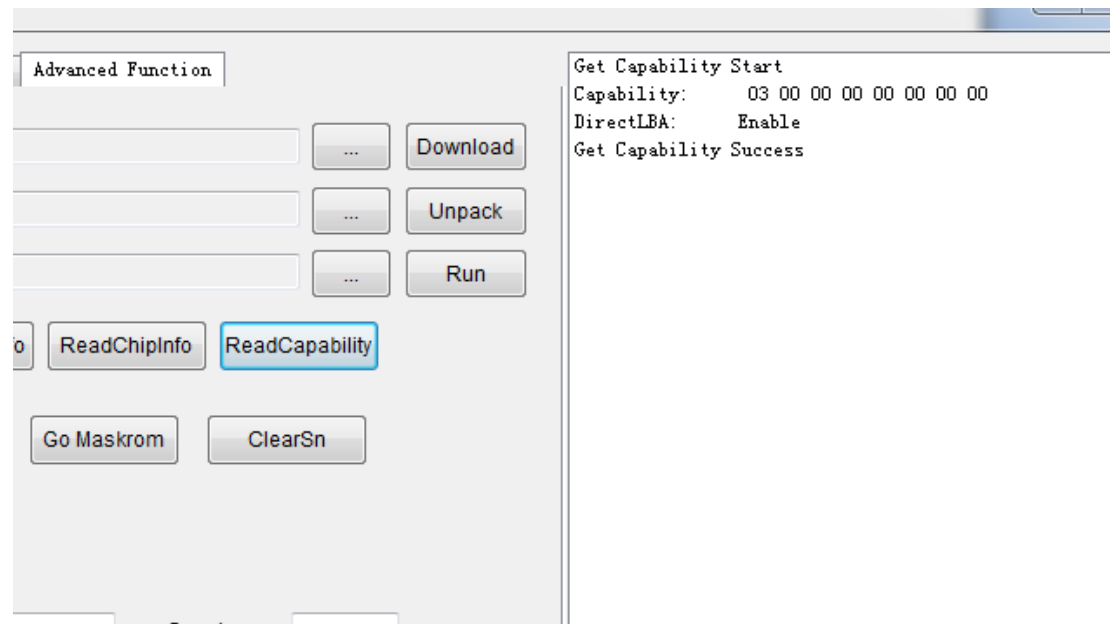 Advanced Function
... Download
... Unpack
... Run
ReadChipInfo ReadCapability
Go Maskrom ClearSn
Get Capability Start
Capability: 03 00 00 00 00 00 00 00
DirectLBA: Enable
Get Capability Success